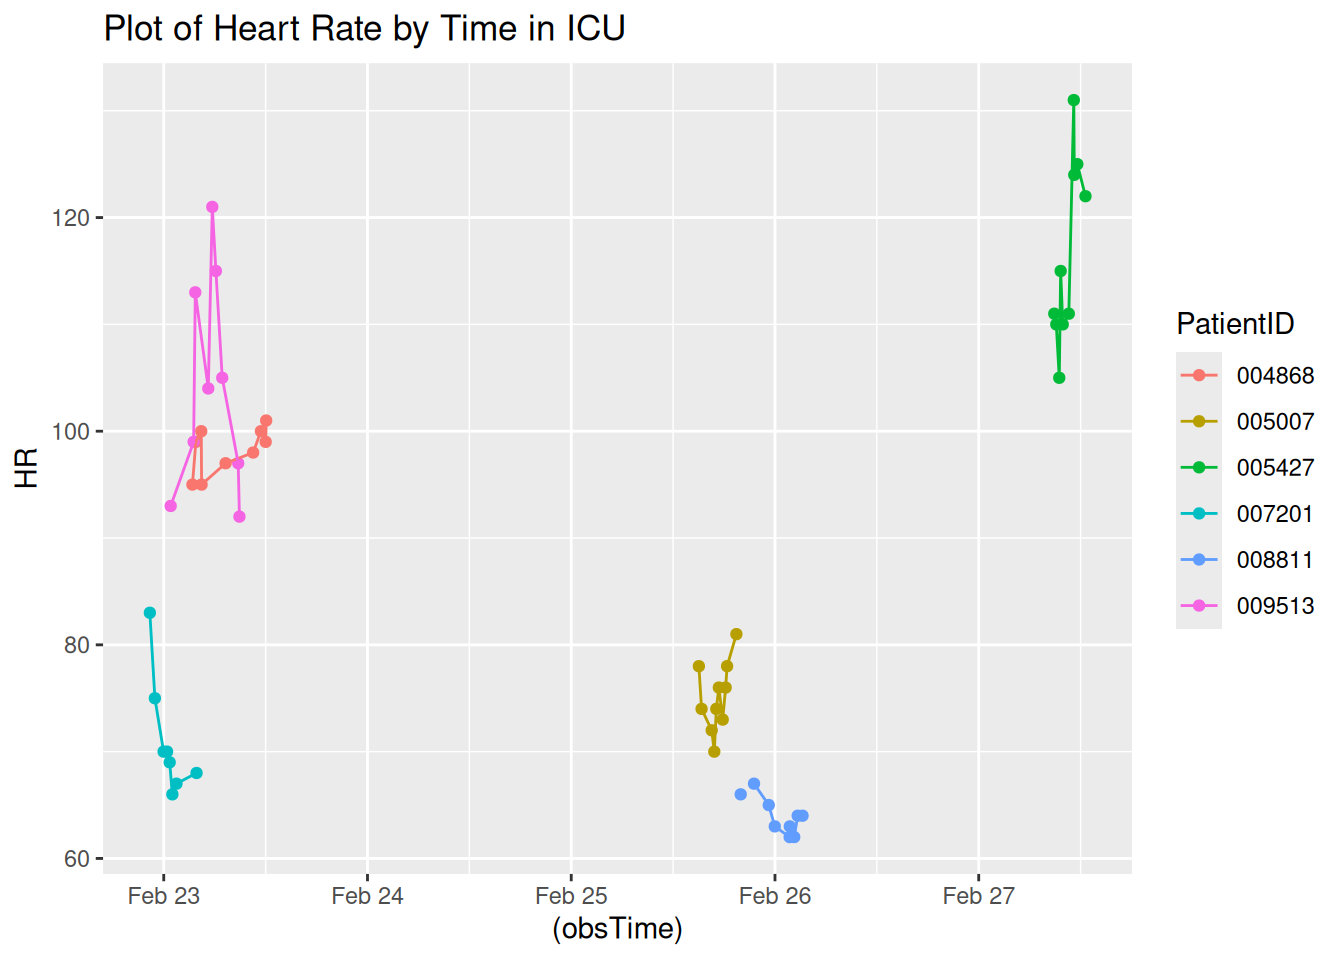 Plot of Heart Rate by Time in ICU
HR
120
100
80
60
Feb 23
Feb 24
Feb 25
Feb 26
Feb 27
(obsTime)
PatientID
004868
005007
005427
007201
008811
009513